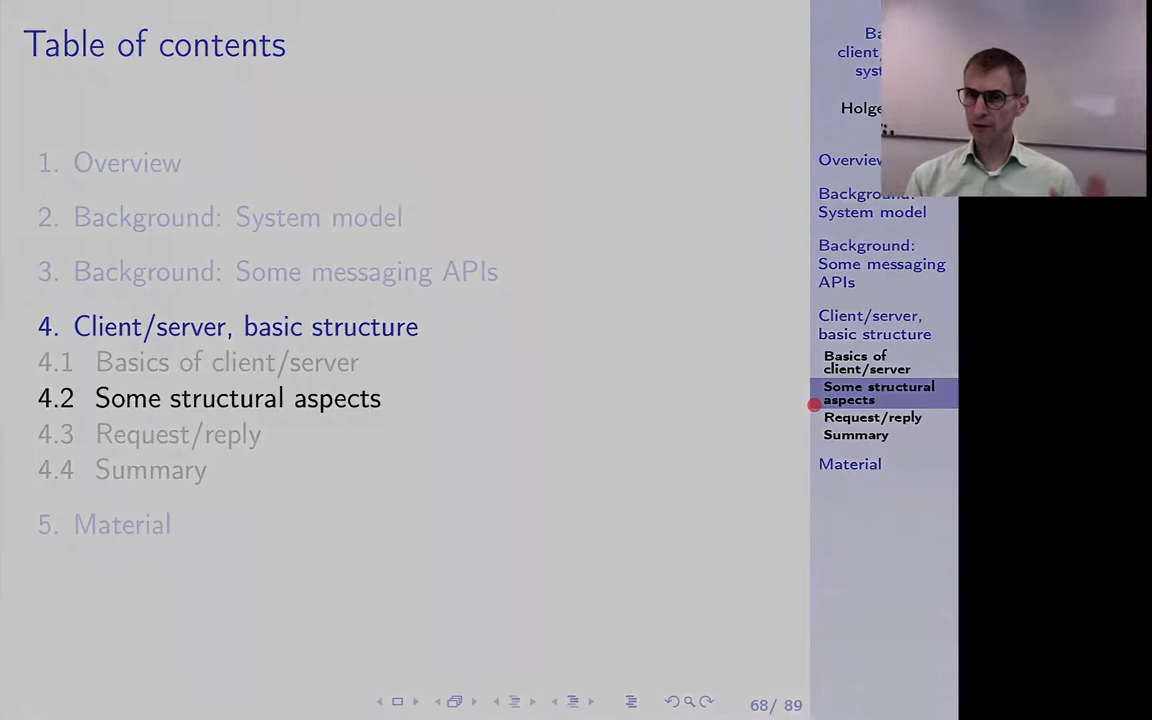 Table of contents
1. Overview
2. Background: System model
3. Background: Some messaging APIs
4. Client/server, basic structure
4.1 Basics of client/server
4.2 Some structural aspects
4.3 Request/reply
4.4 Summary
5. Material
68/ 89
Overview
Background:
System model
Background:
Some messaging
APIs
Client/server,
basic structure
Basics of
client/server
Some structural
aspects
Request/reply
Summary
Material